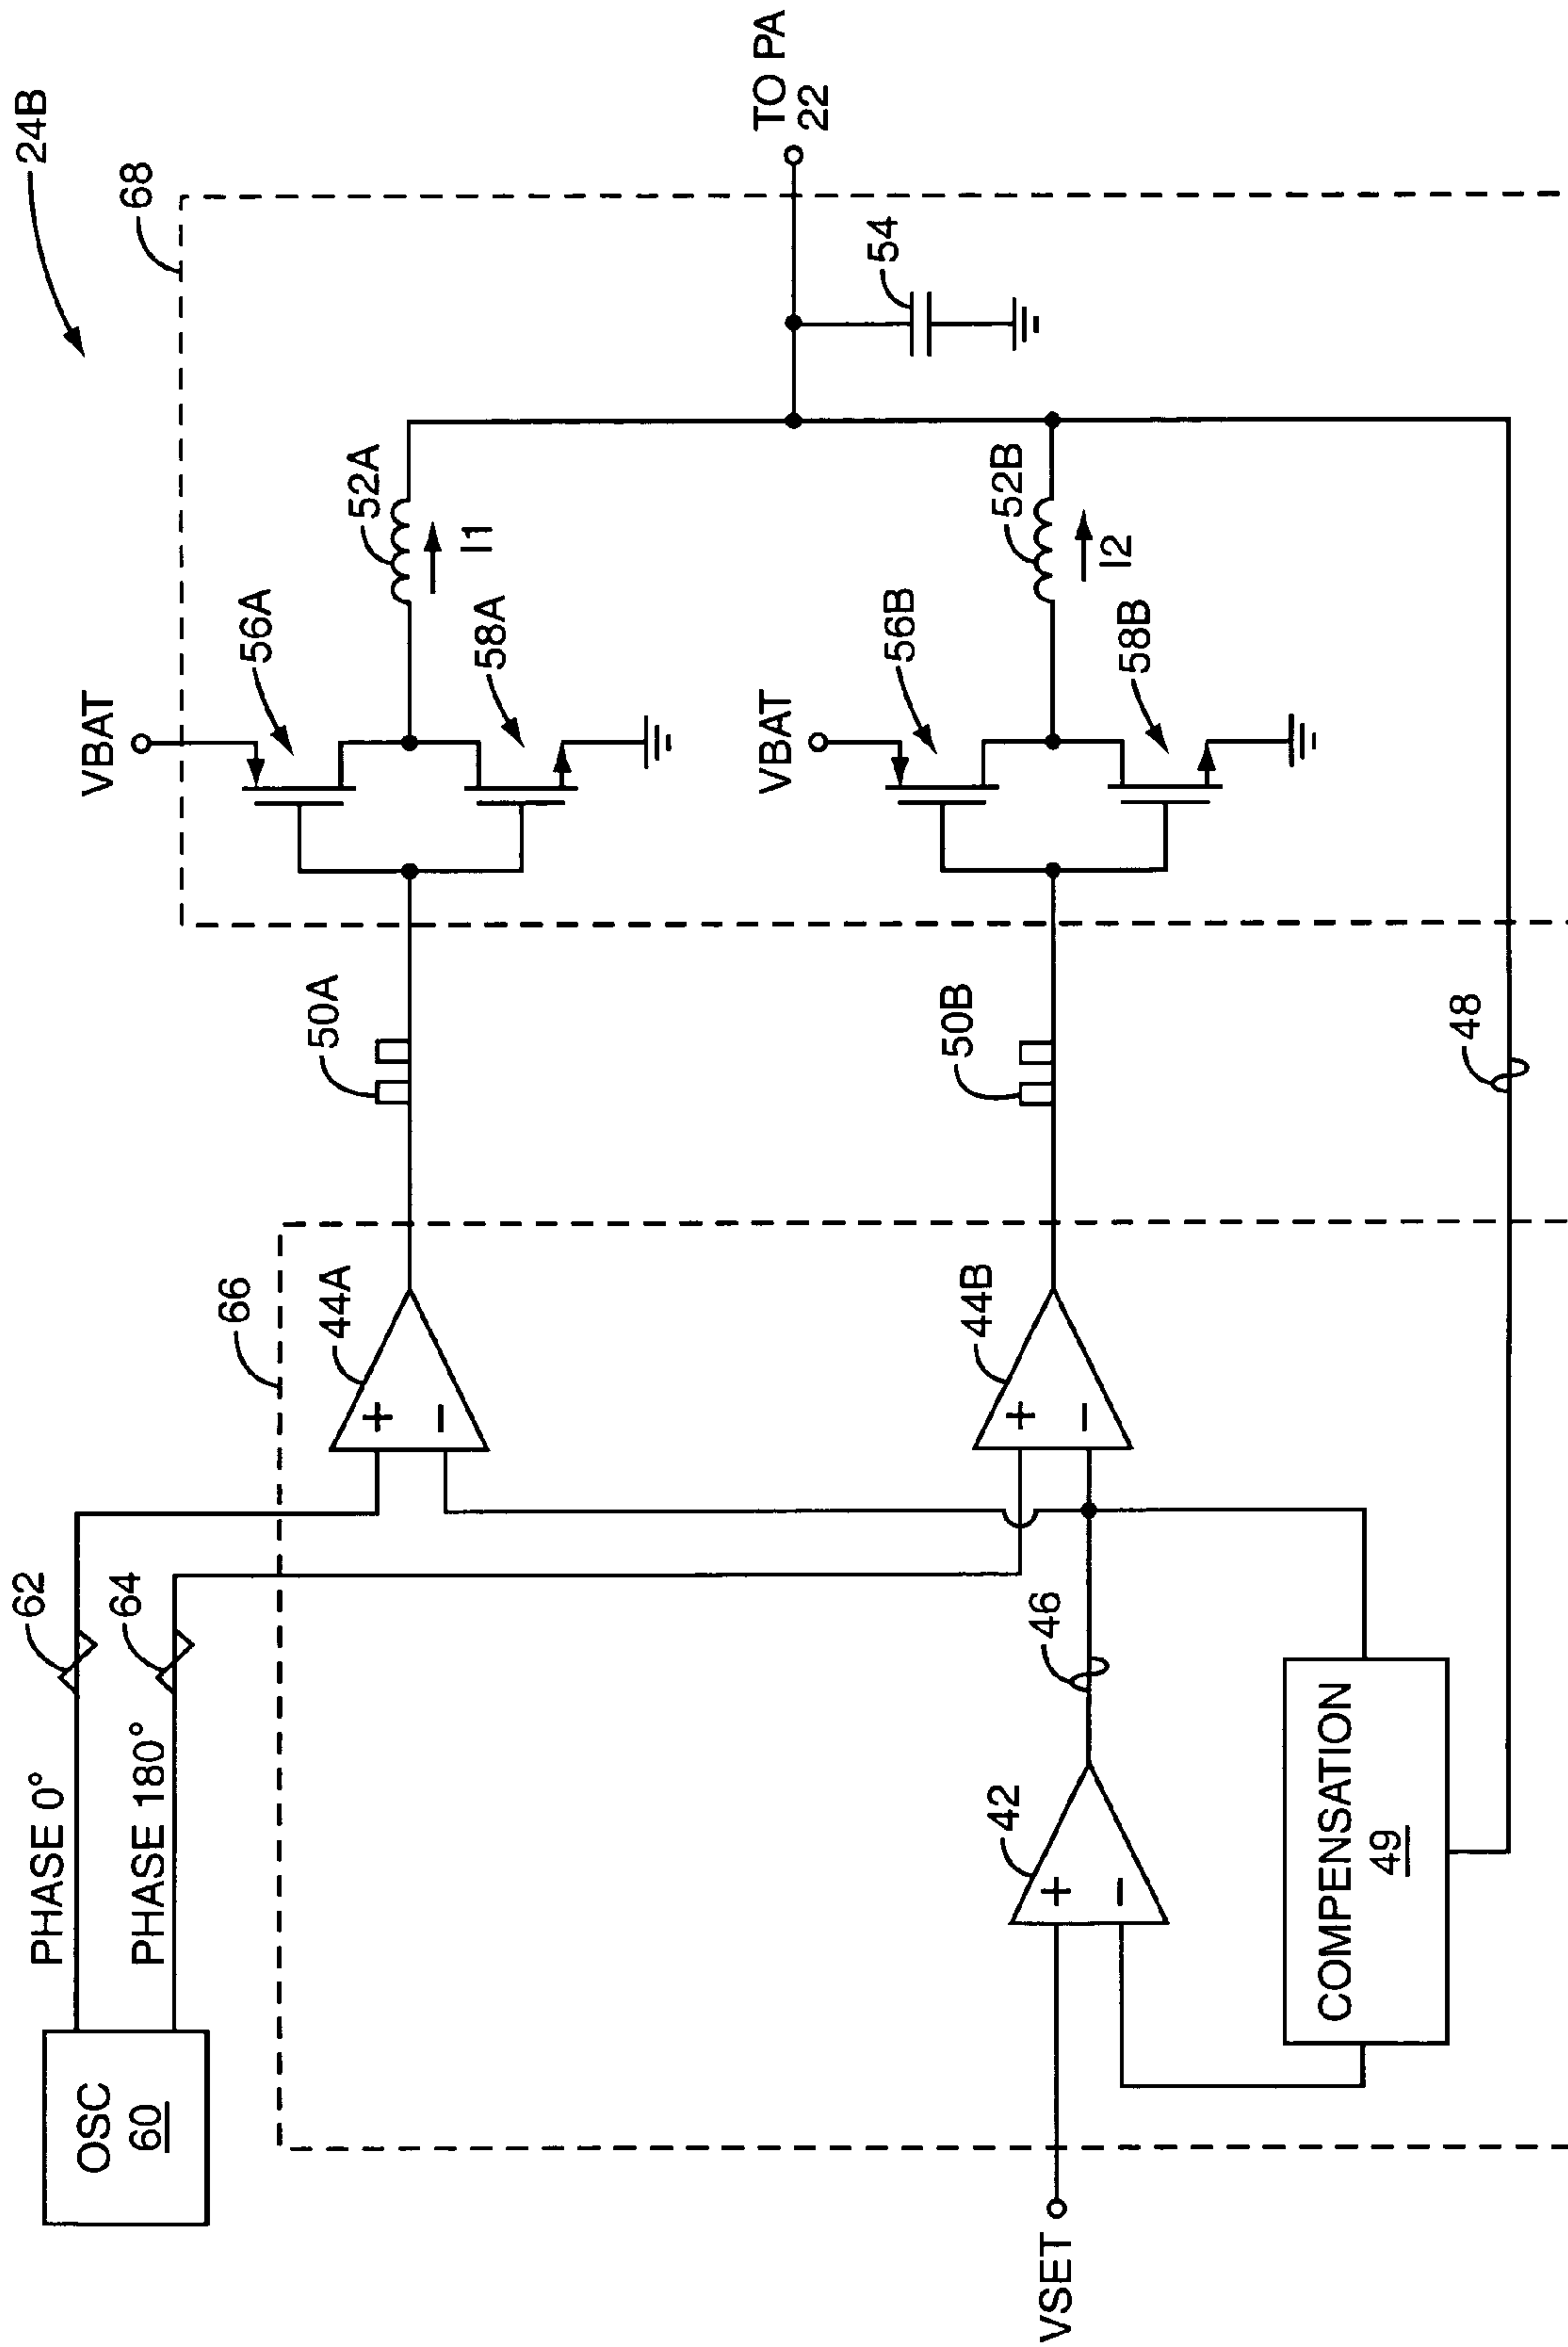 24B
68
OSC
60
PHASE 0°
62
PHASE 180°
64
66
44A
+
−
50A
VBAT
56A
58A
52A
I1
TO PA
22
54
VSET
42
+
−
46
44B
+
−
50B
VBAT
56B
58B
52B
I2
COMPENSATION
49
48